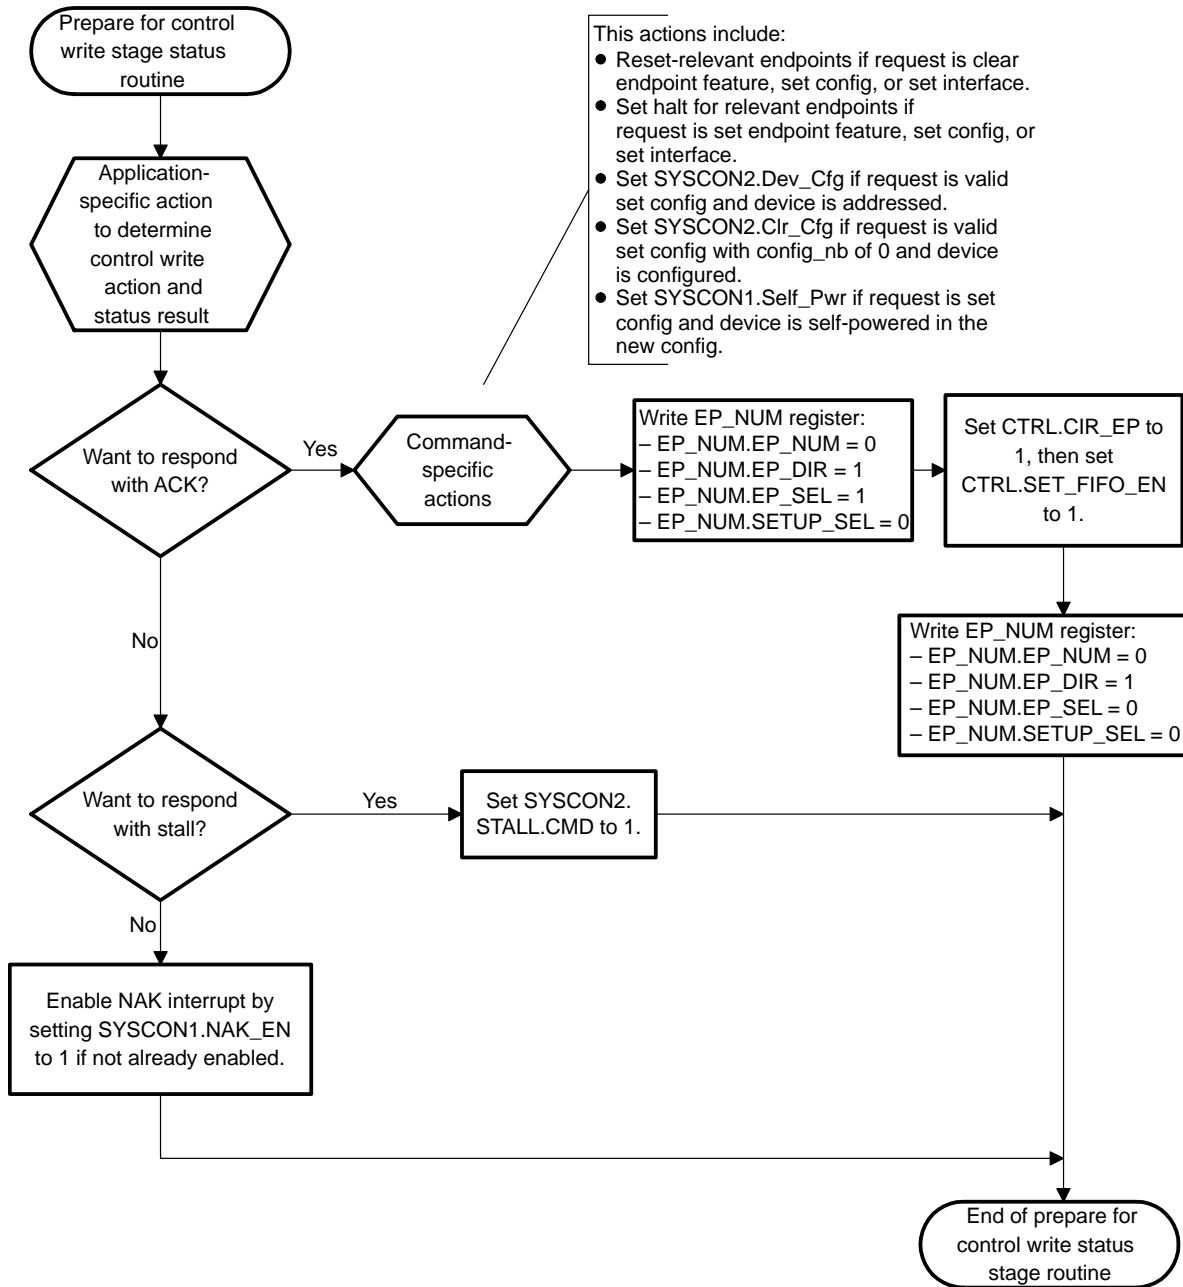 Prepare for control
write stage status
routine
This actions include:
● Reset-relevant endpoints if request is clear
endpoint feature, set config, or set interface.
● Set halt for relevant endpoints if
request is set endpoint feature, set config, or
set interface.
● Set SYSCON2.Dev_Cfg if request is valid
set config and device is addressed.
● Set SYSCON2.Clr_Cfg if request is valid
set config with config_nb of 0 and device
is configured.
● Set SYSCON1.Self_Pwr if request is set
config and device is self-powered in the
new config.
Application-
specific action
to determine
control write
action and
status result
Want to respond
with ACK?
Yes
Command-
specific
actions
Write EP_NUM register:
– EP_NUM.EP_NUM = 0
– EP_NUM.EP_DIR = 1
– EP_NUM.EP_SEL = 1
– EP_NUM.SETUP_SEL = 0
Set CTRL.CIR_EP to
1, then set
CTRL.SET_FIFO_EN
to 1.
No
Write EP_NUM register:
– EP_NUM.EP_NUM = 0
– EP_NUM.EP_DIR = 1
– EP_NUM.EP_SEL = 0
– EP_NUM.SETUP_SEL = 0
Want to respond
with stall?
Yes
Set SYSCON2.
STALL.CMD to 1.
No
Enable NAK interrupt by
setting SYSCON1.NAK_EN
to 1 if not already enabled.
End of prepare for
control write status
stage routine